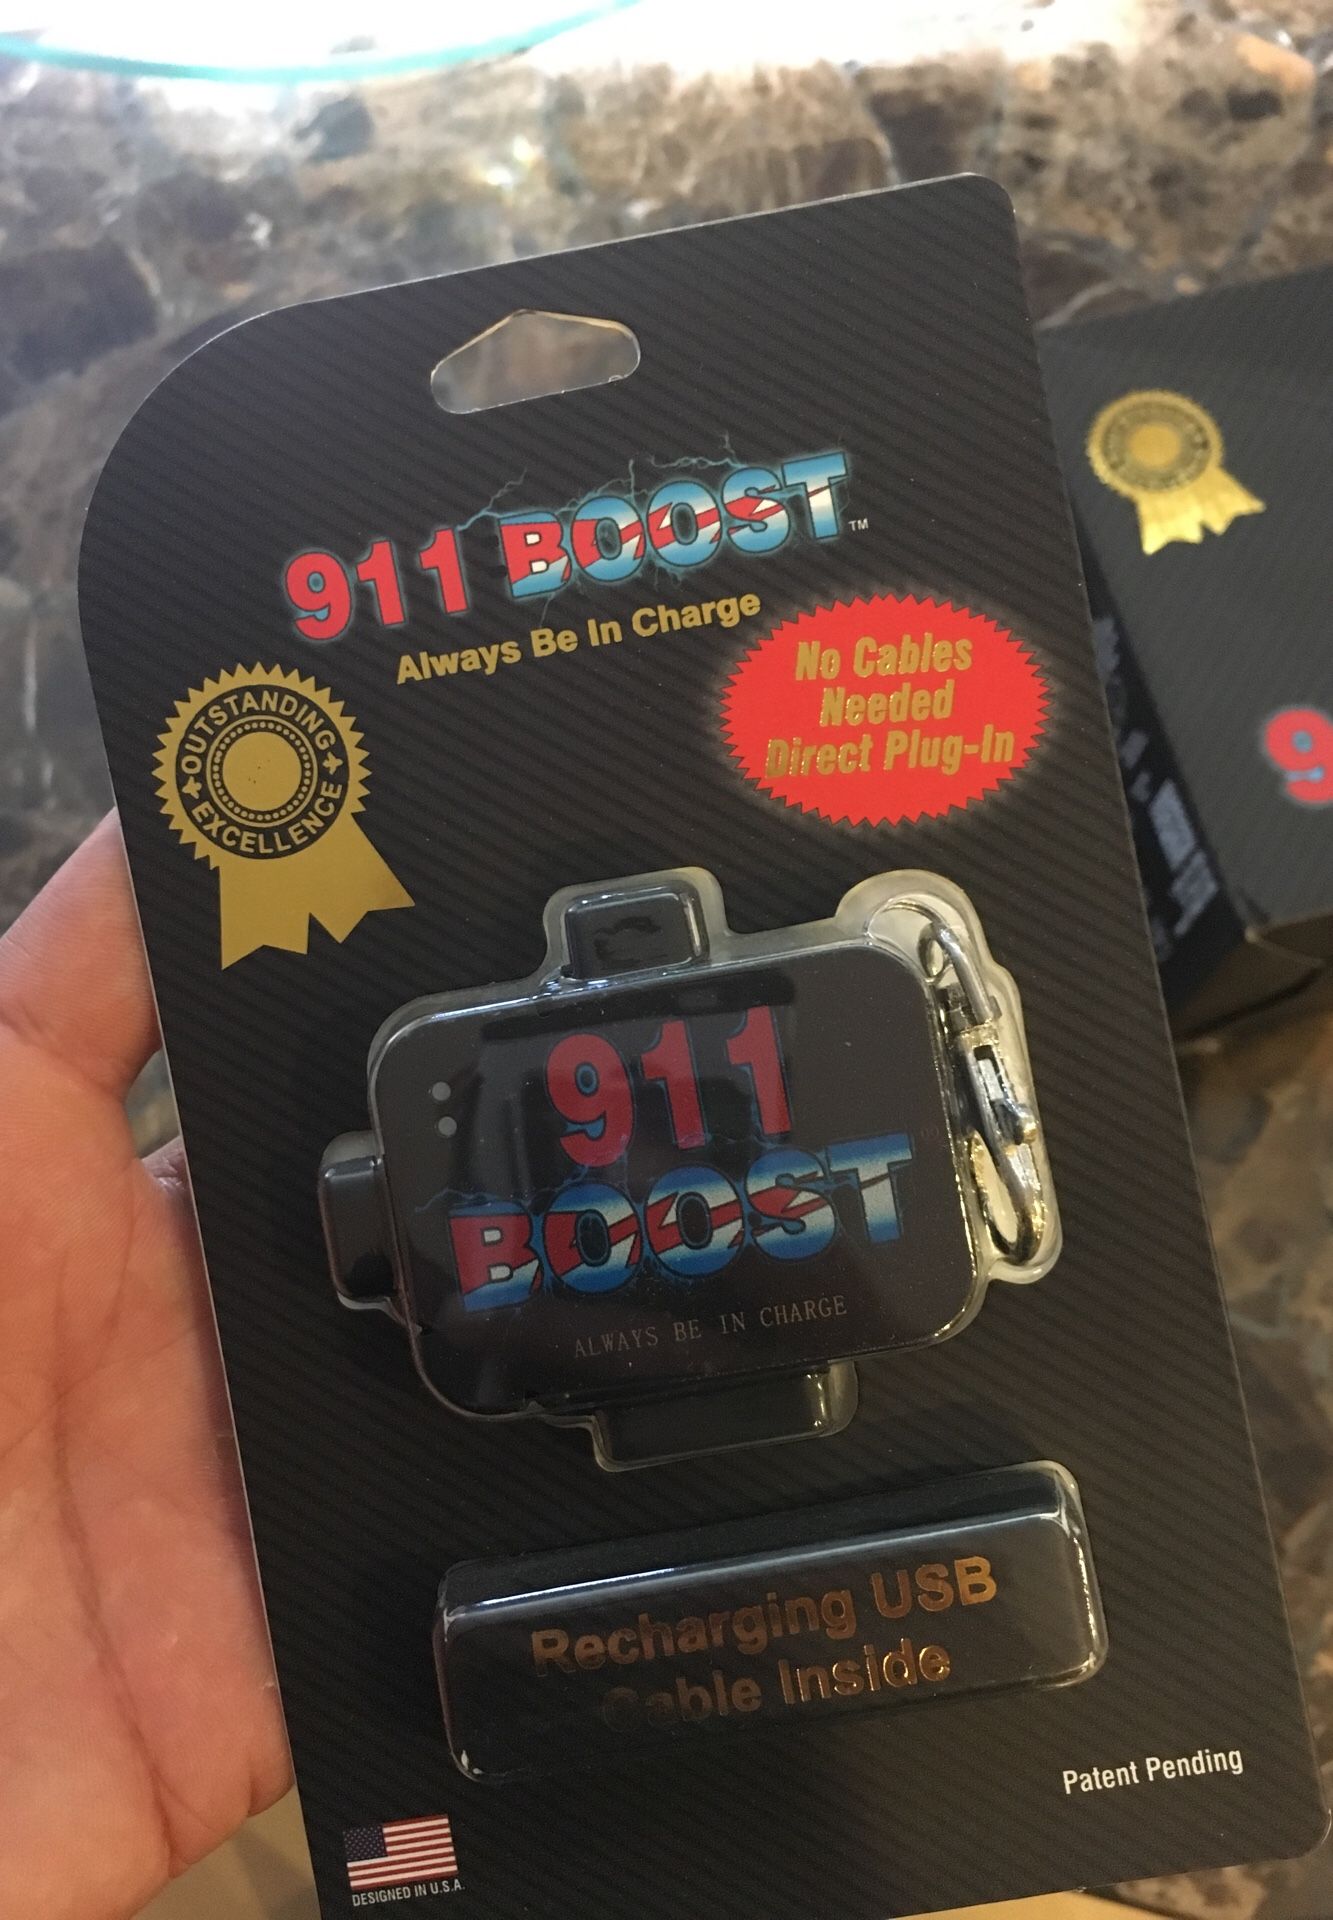 911 BOOST™
Always Be In Charge
No Cables
Needed
Direct Plug-In
OUTSTANDING
EXCELLENCE
911
BOOST
ALWAYS BE IN CHARGE
Recharging USB
Cable Inside
Patent Pending
DESIGNED IN U.S.A.
9